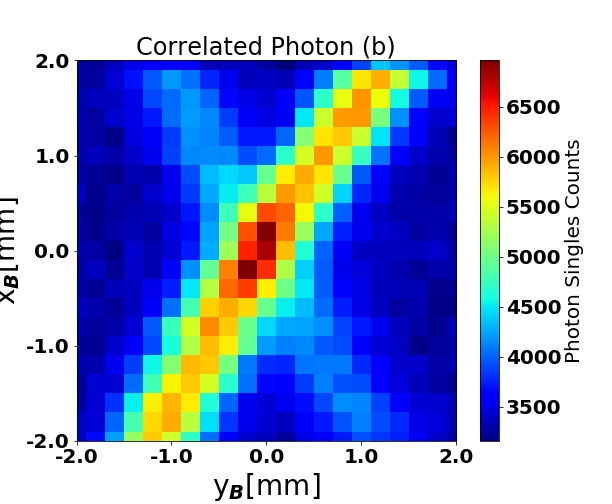 Correlated Photon (b)
2.0
1.0
0.0
-1.0
-2.0
x_B[mm]
-2.0 -1.0 0.0 1.0 2.0
y_B[mm]
6500
6000
5500
5000
4500
4000
3500
Photon Singles Counts